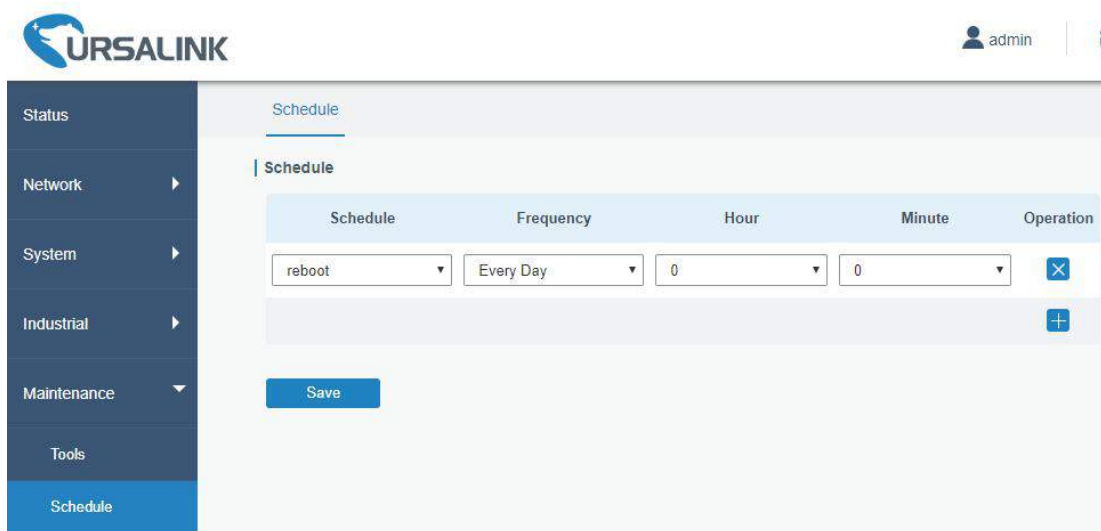 URSALINK
admin
Status
Schedule
Schedule
Network
Schedule Frequency Hour Minute Operation
System
reboot Every Day 0 0
Industrial
Maintenance
Save
Tools
Schedule